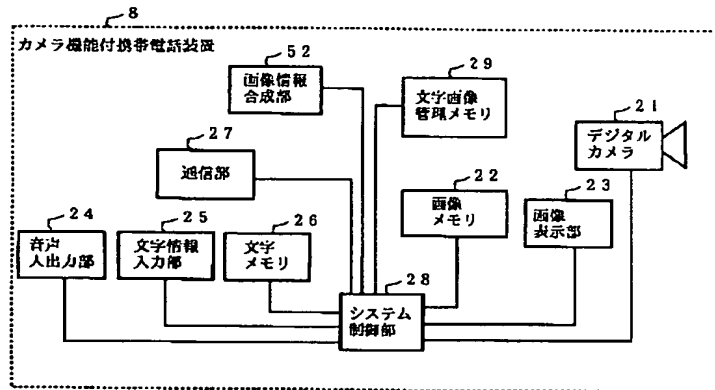 8
カメラ機能付携帯電話装置
52
画像情報
合成部
29
文字画像
管理メモリ
21
デジタル
カメラ
27
通信部
22
画像
メモリ
23
画像
表示部
24
音声
入出力部
25
文字情報
入力部
26
文字
メモリ
28
システム
制御部